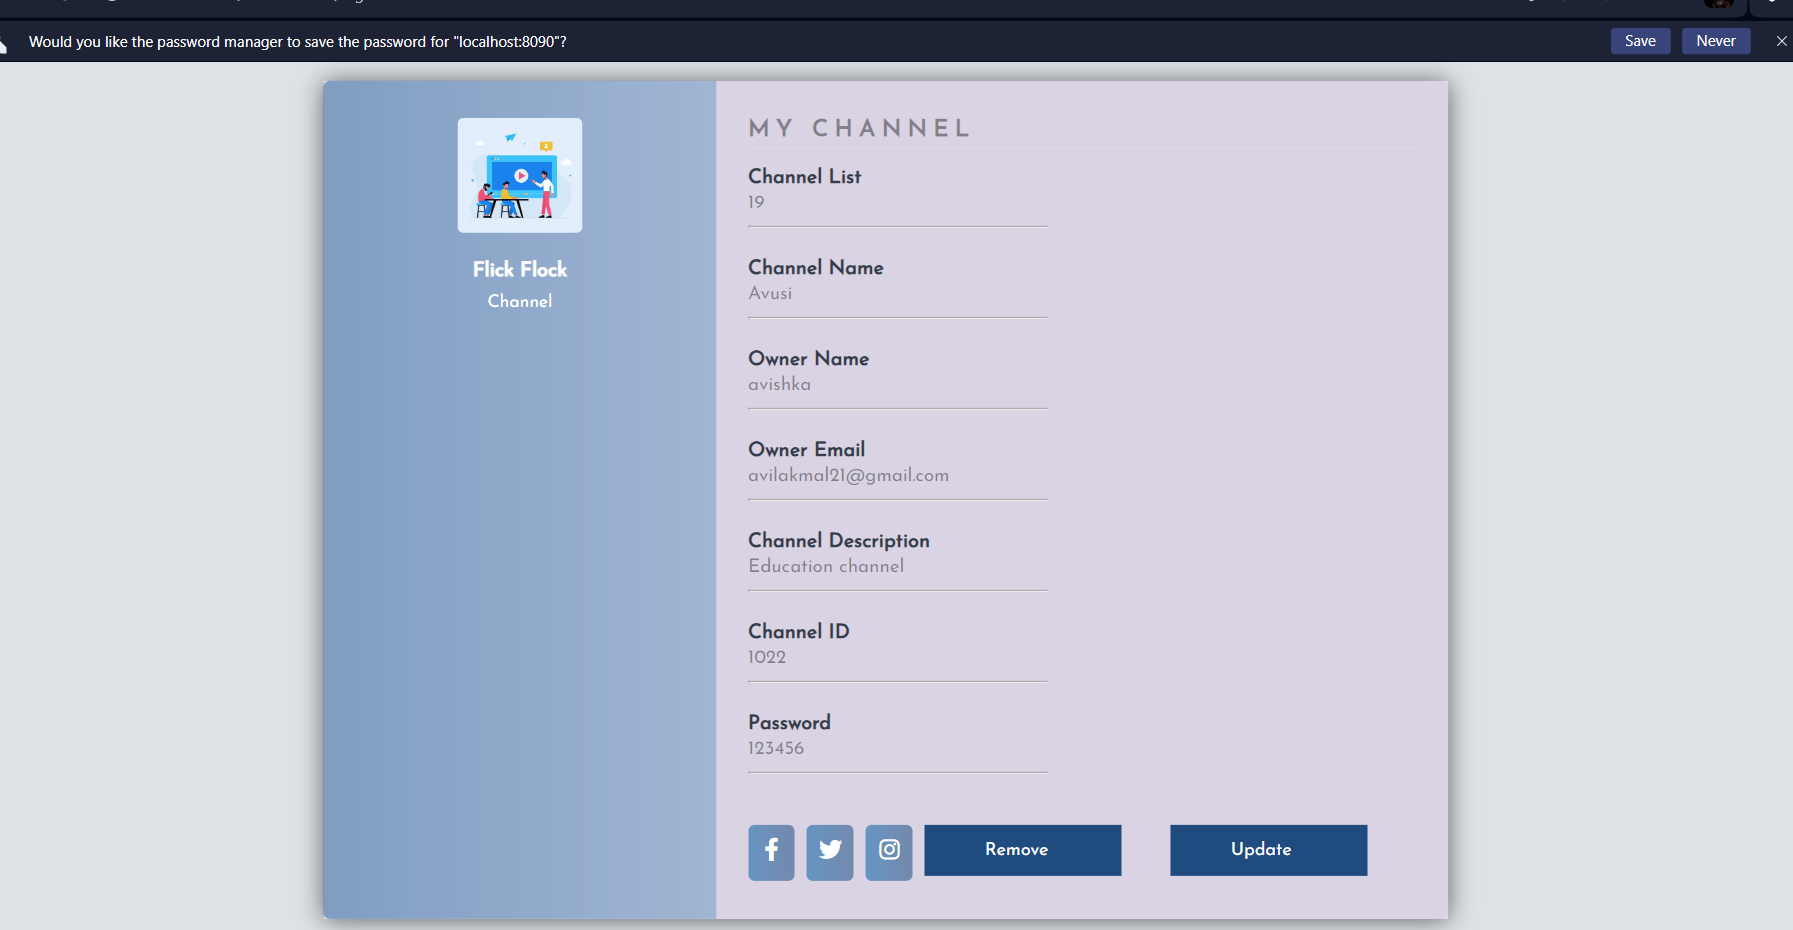 Would you like the password manager to save the password for "localhost:8090"?
Save
Never
Flick Flock
Channel
MY CHANNEL
Channel List
19
Channel Name
Avusi
Owner Name
avishka
Owner Email
avilakmal21@gmail.com
Channel Description
Education channel
Channel ID
1022
Password
123456
Remove
Update